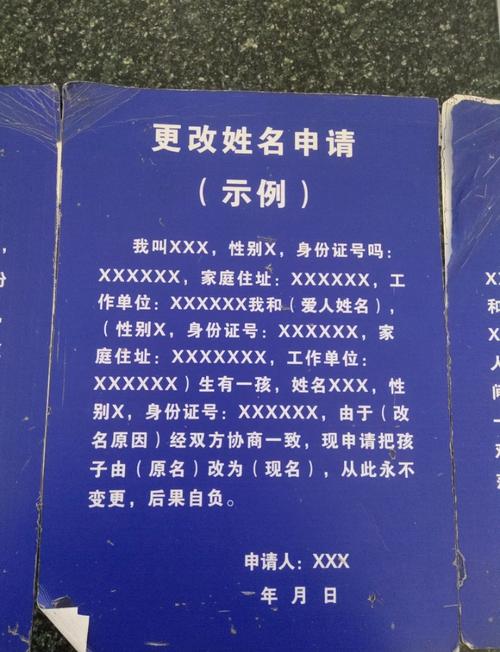 更改姓名申请
（示例）
我叫XXX，性别X，身份证号吗：
XXXXXX，家庭住址：XXXXXX，工
作单位：XXXXXX我和（爱人姓名），
（性别X，身份证号：XXXXXX，家
庭住址：XXXXXXX，工作单位：
XXXXXX）生有一孩，姓名XXX，性
别X，身份证号：XXXXXX，由于（改
名原因）经双方协商一致，现申请把孩
子由（原名）改为（现名），从此永不
变更，后果自负。
申请人：XXX
年 月 日